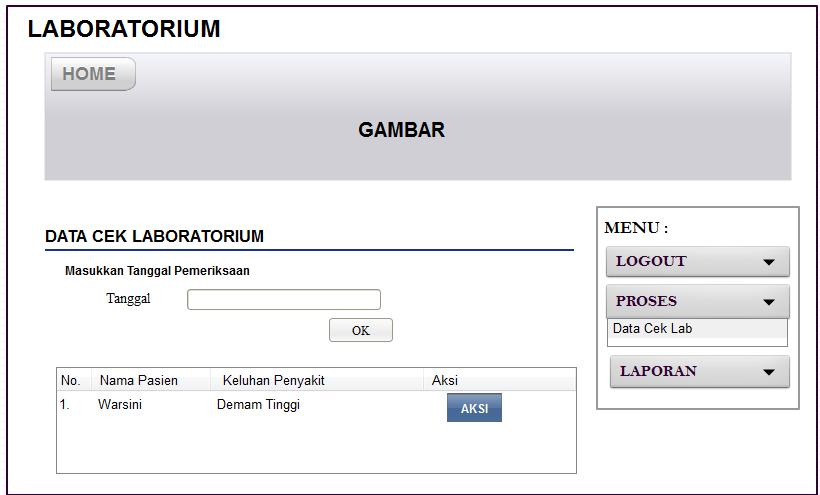 LABORATORIUM
HOME
GAMBAR
DATA CEK LABORATORIUM
Masukkan Tanggal Pemeriksaan
Tanggal
OK
No. Nama Pasien Keluhan Penyakit Aksi
1. Warsini Demam Tinggi AKSI
MENU :
LOGOUT
PROSES
Data Cek Lab
LAPORAN